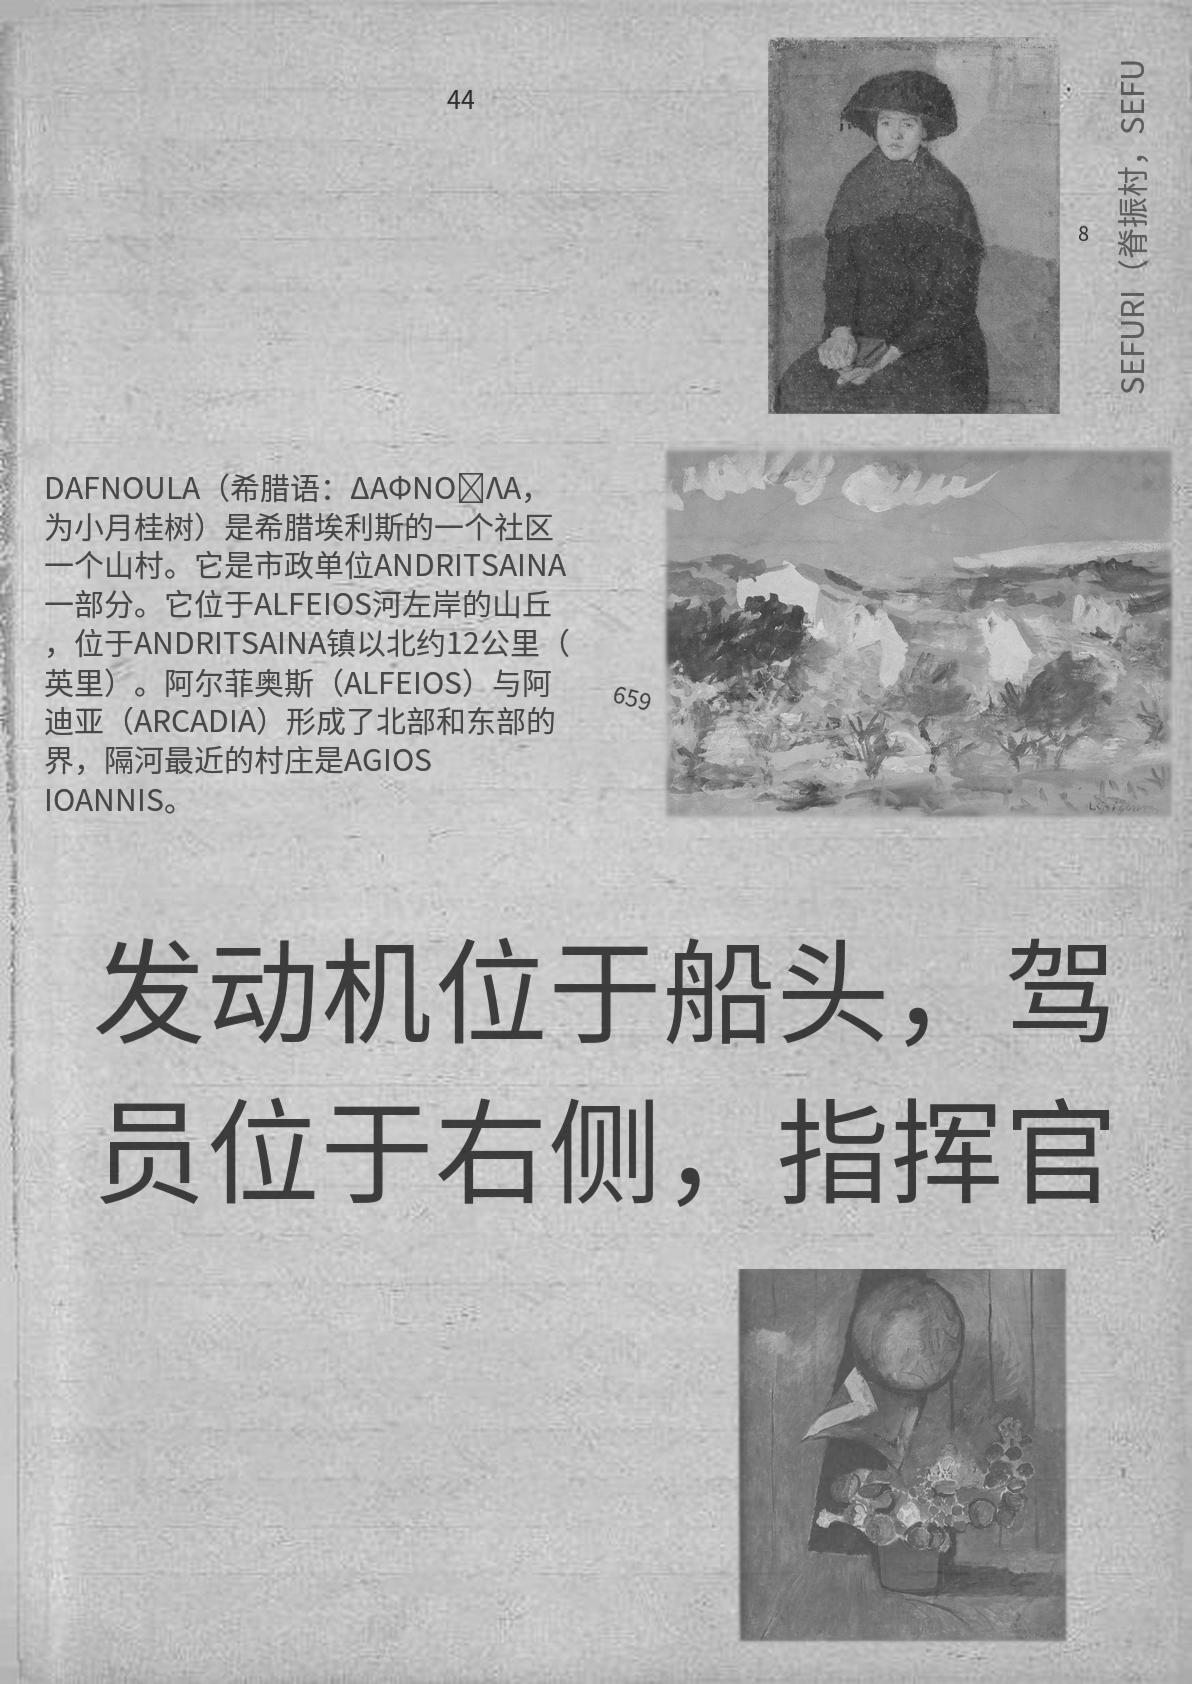 44
8
SEFURI（脊振村，SEFU
DAFNOULA（希腊语：ΔΑΦΝΟΛΑ，
为小月桂树）是希腊埃利斯的一个社区
一个山村。它是市政单位ANDRITSAINA
一部分。它位于ALFEIOS河左岸的山丘
，位于ANDRITSAINA镇以北约12公里（
英里）。阿尔菲奥斯（ALFEIOS）与阿
迪亚（ARCADIA）形成了北部和东部的
界，隔河最近的村庄是AGIOS
IOANNIS。
659
发动机位于船头，驾
员位于右侧，指挥官